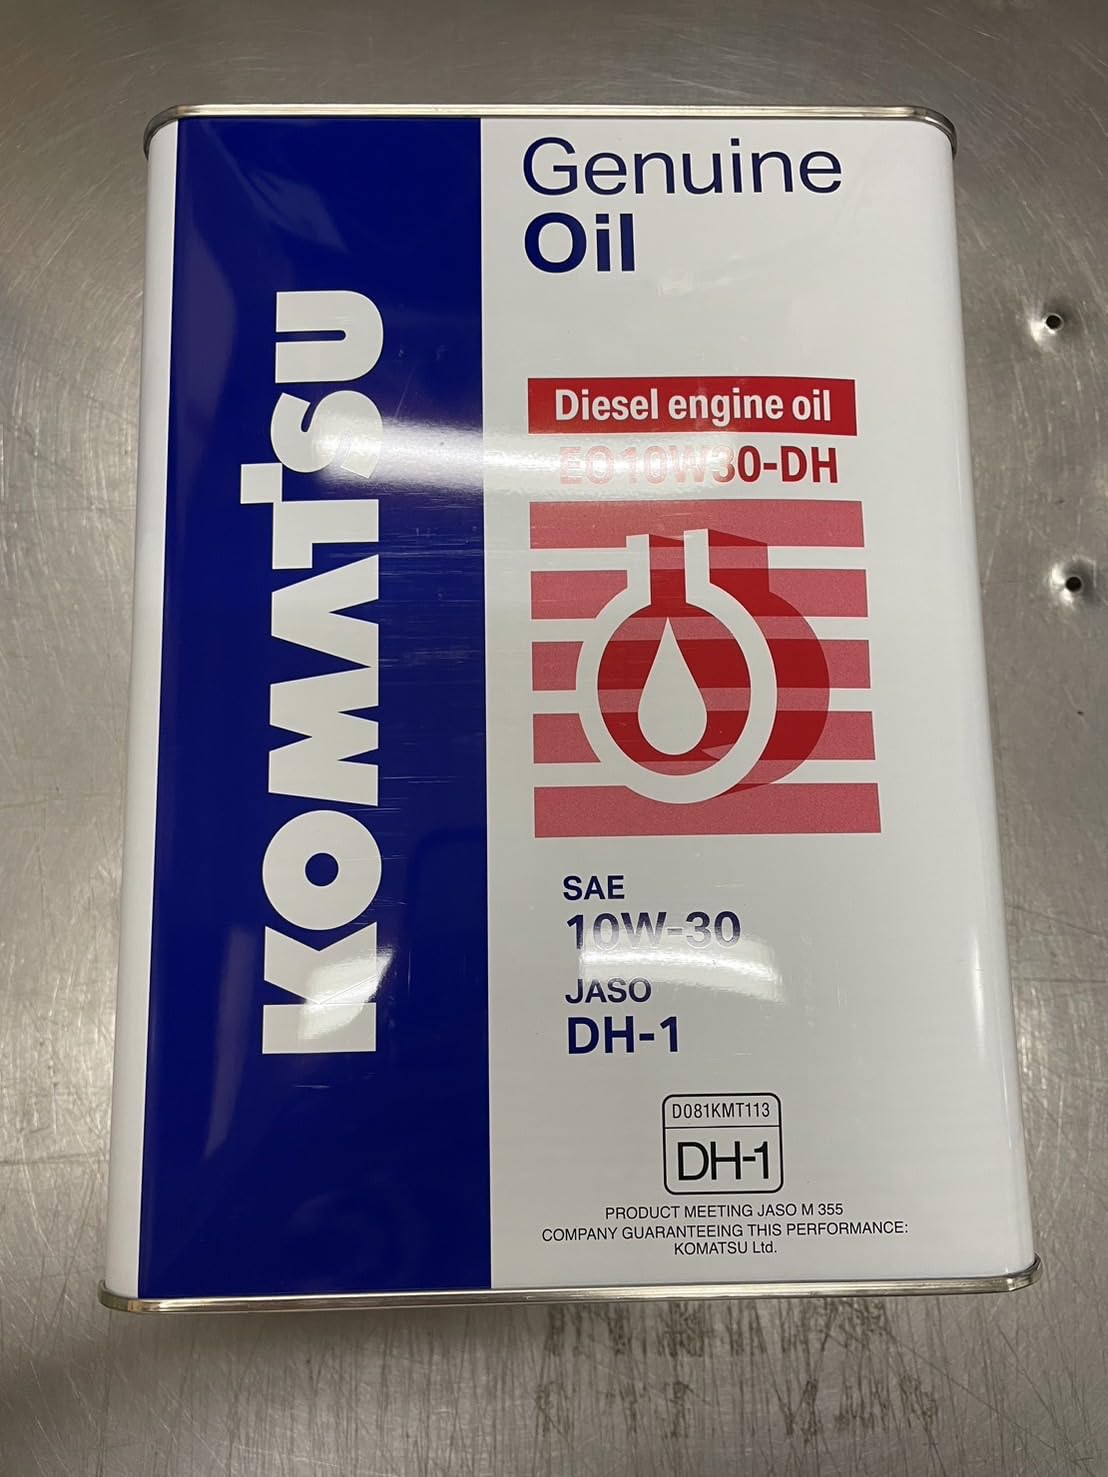 KOMATSU
Genuine
Oil
Diesel engine oil
EO10W30-DH
SAE
10W-30
JASO
DH-1
D081KMT113
DH-1
PRODUCT MEETING JASO M 355
COMPANY GUARANTEEING THIS PERFORMANCE:
KOMATSU Ltd.